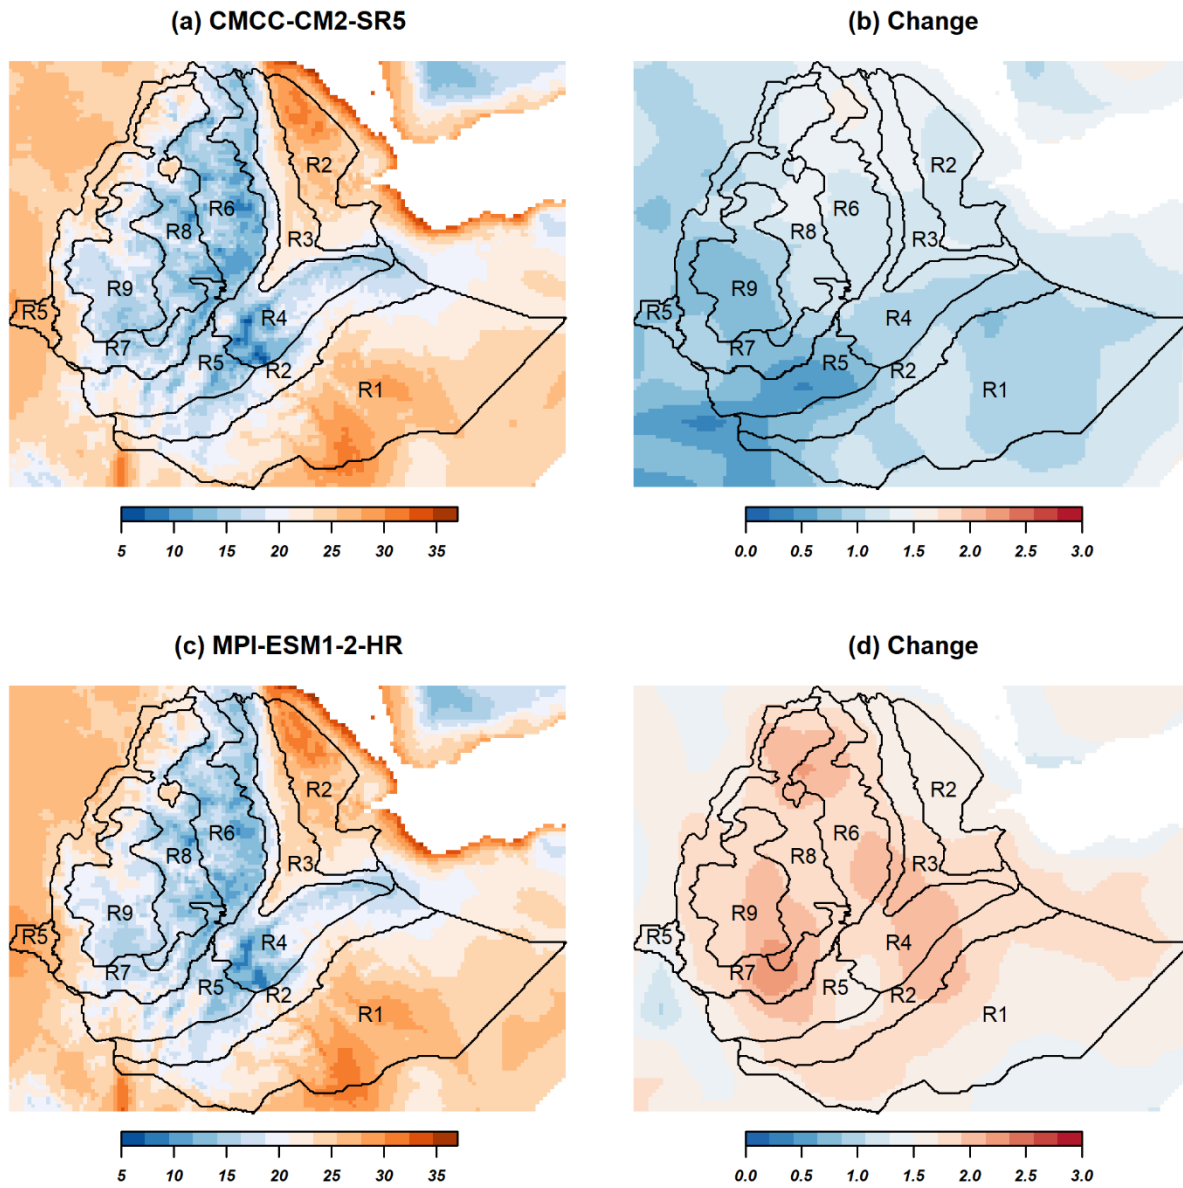 (a) CMCC-CM2-SR5
(b) Change
R2
R6
R8
R3
R9
R5
R4
R7
R5
R2
R1
R2
R6
R8
R3
R9
R5
R4
R7
R5
R2
R1
5 10 15 20 25 30 35
0.0 0.5 1.0 1.5 2.0 2.5 3.0
(c) MPI-ESM1-2-HR
(d) Change
R2
R6
R8
R3
R9
R5
R4
R7
R5
R2
R1
R2
R6
R8
R3
R9
R5
R4
R7
R5
R2
R1
5 10 15 20 25 30 35
0.0 0.5 1.0 1.5 2.0 2.5 3.0